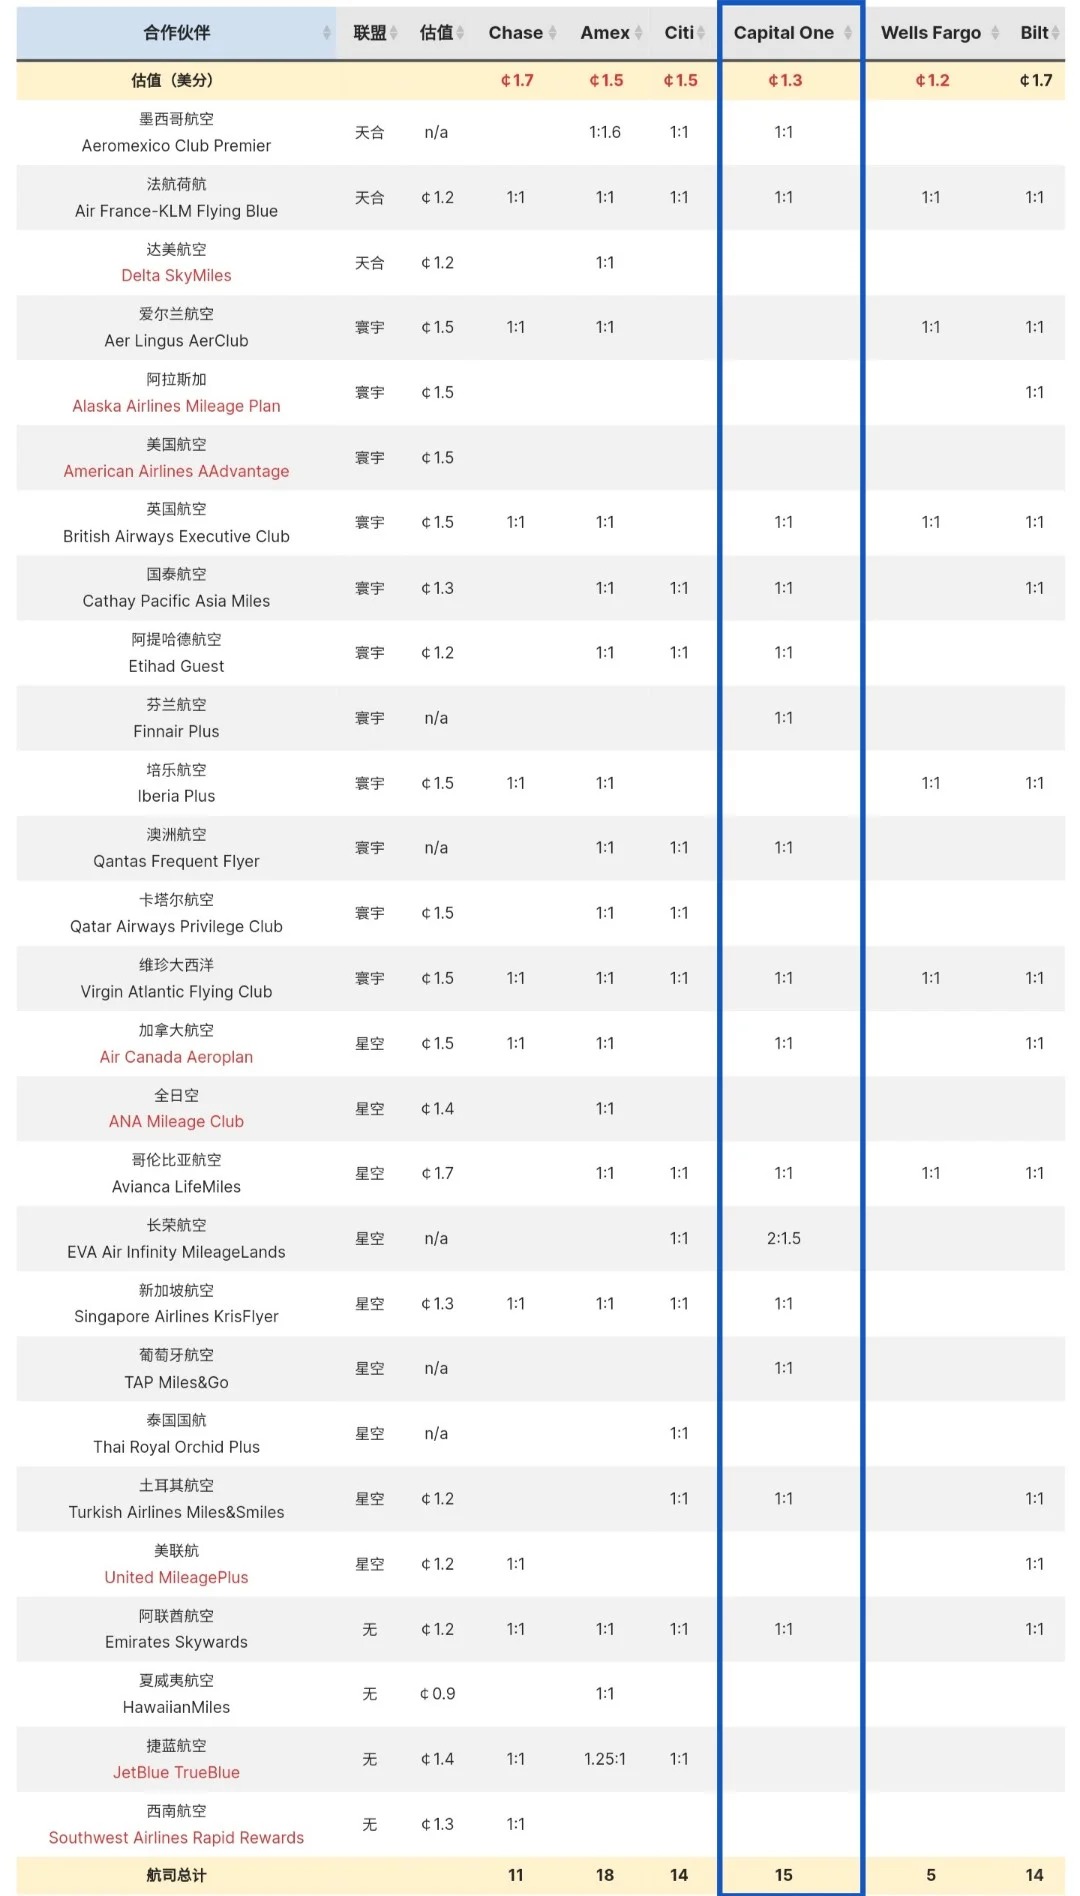 合作伙伴 联盟 估值 Chase Amex Citi Capital One Wells Fargo Bilt
估值（美分） ¢1.7 ¢1.5 ¢1.5 ¢1.3 ¢1.2 ¢1.7
墨西哥航空
Aeromexico Club Premier 天合 n/a 1:1.6 1:1 1:1
法航荷航
Air France-KLM Flying Blue 天合 ¢1.2 1:1 1:1 1:1 1:1 1:1 1:1
达美航空
Delta SkyMiles 天合 ¢1.2 1:1
爱尔兰航空
Aer Lingus AerClub 寰宇 ¢1.5 1:1 1:1 1:1 1:1
阿拉斯加
Alaska Airlines Mileage Plan 寰宇 ¢1.5 1:1
美国航空
American Airlines AAdvantage 寰宇 ¢1.5
英国航空
British Airways Executive Club 寰宇 ¢1.5 1:1 1:1 1:1 1:1 1:1
国泰航空
Cathay Pacific Asia Miles 寰宇 ¢1.3 1:1 1:1 1:1 1:1
阿提哈德航空
Etihad Guest 寰宇 ¢1.2 1:1 1:1 1:1
芬兰航空
Finnair Plus 寰宇 n/a 1:1
培乐航空
Iberia Plus 寰宇 ¢1.5 1:1 1:1 1:1 1:1
澳洲航空
Qantas Frequent Flyer 寰宇 n/a 1:1 1:1 1:1
卡塔尔航空
Qatar Airways Privilege Club 寰宇 ¢1.5 1:1 1:1
维珍大西洋
Virgin Atlantic Flying Club 寰宇 ¢1.5 1:1 1:1 1:1 1:1 1:1 1:1
加拿大航空
Air Canada Aeroplan 星空 ¢1.5 1:1 1:1 1:1 1:1
全日空
ANA Mileage Club 星空 ¢1.4 1:1
哥伦比亚航空
Avianca LifeMiles 星空 ¢1.7 1:1 1:1 1:1 1:1 1:1
长荣航空
EVA Air Infinity MileageLands 星空 n/a 1:1 2:1.5
新加坡航空
Singapore Airlines KrisFlyer 星空 ¢1.3 1:1 1:1 1:1 1:1
葡萄牙航空
TAP Miles&Go 星空 n/a 1:1
泰国国航
Thai Royal Orchid Plus 星空 n/a 1:1
土耳其航空
Turkish Airlines Miles&Smiles 星空 ¢1.2 1:1 1:1 1:1
美联航
United MileagePlus 星空 ¢1.2 1:1 1:1
阿联酋航空
Emirates Skywards 无 ¢1.2 1:1 1:1 1:1 1:1 1:1
夏威夷航空
HawaiianMiles 无 ¢0.9 1:1
捷蓝航空
JetBlue TrueBlue 无 ¢1.4 1:1 1.25:1 1:1
西南航空
Southwest Airlines Rapid Rewards 无 ¢1.3 1:1
航司总计 11 18 14 15 5 14